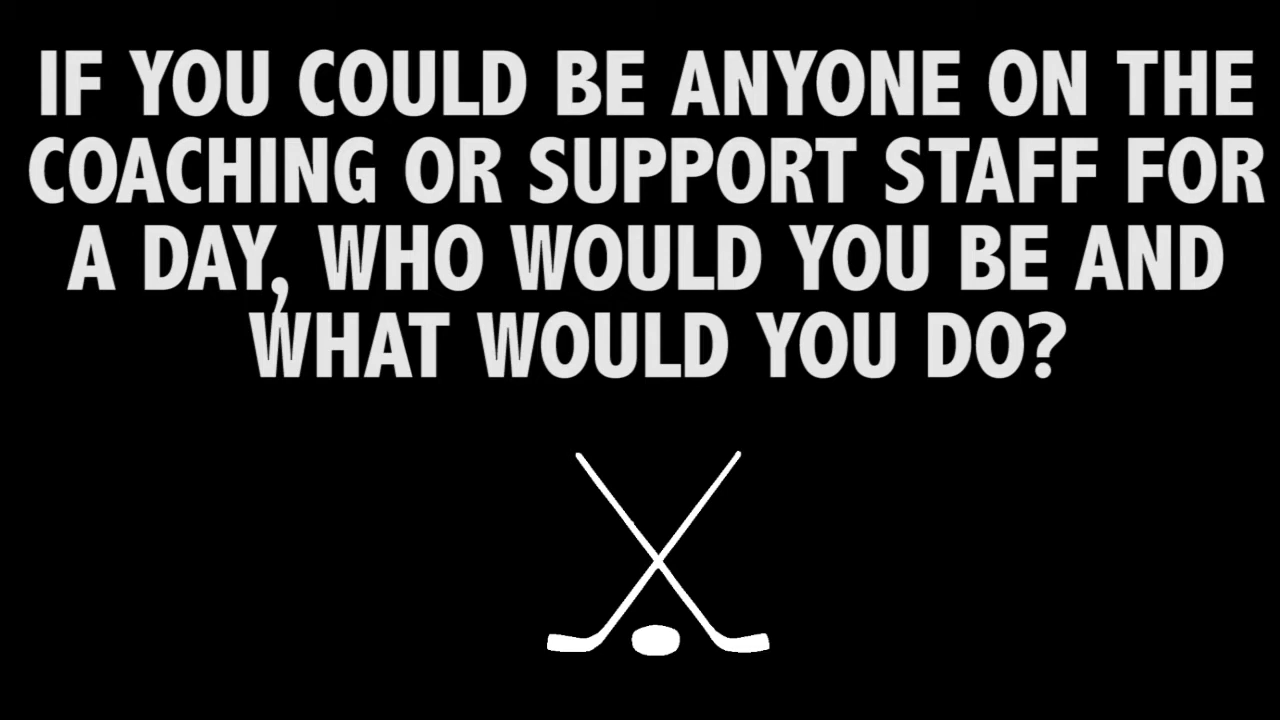 IF YOU COULD BE ANYONE ON THE
COACHING OR SUPPORT STAFF FOR
A DAY, WHO WOULD YOU BE AND
WHAT WOULD YOU DO?